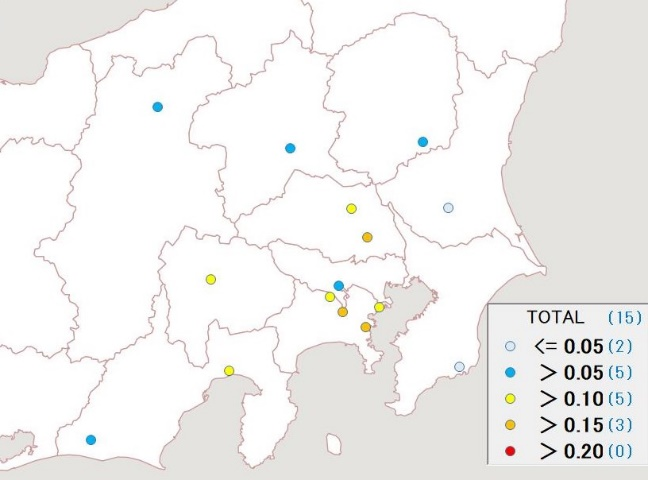 TOTAL (15)
<= 0.05 (2)
> 0.05 (5)
> 0.10 (5)
> 0.15 (3)
> 0.20 (0)